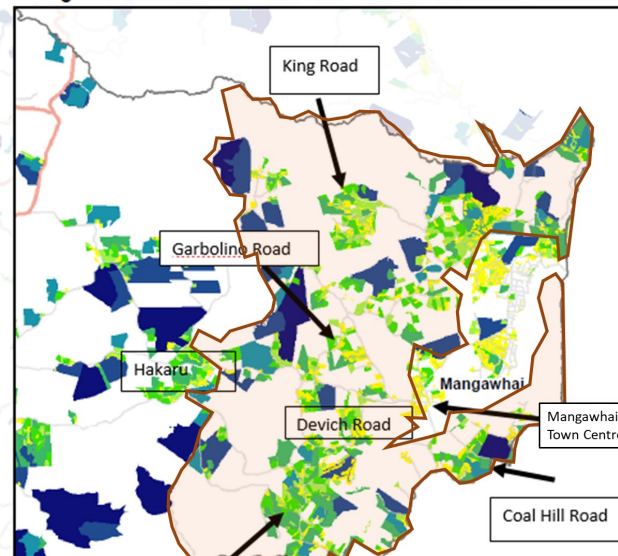 King Road
Garbolino Road
Hakaru
Mangawhai
Devich Road
Mangawhai
Town Centre
Coal Hill Road